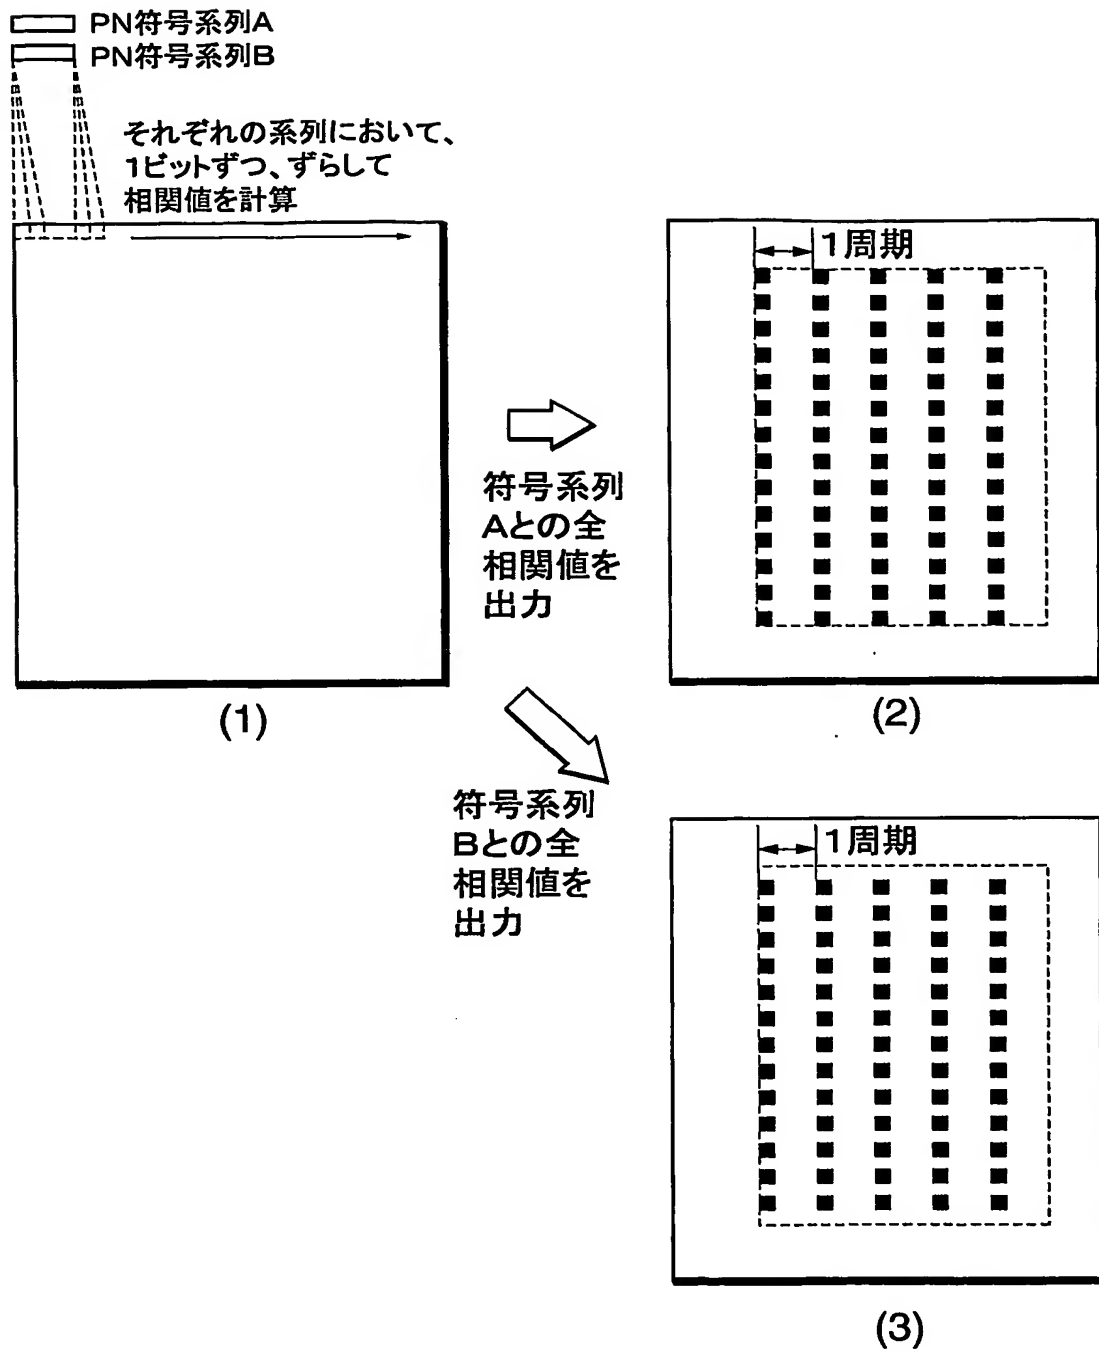 PN符号系列A
PN符号系列B
それぞれの系列において、
1ビットずつ、ずらして
相関値を計算
1周期
符号系列
Aとの全
相関値を
出力
(1)
(2)
符号系列
Bとの全
相関値を
出力
1周期
(3)